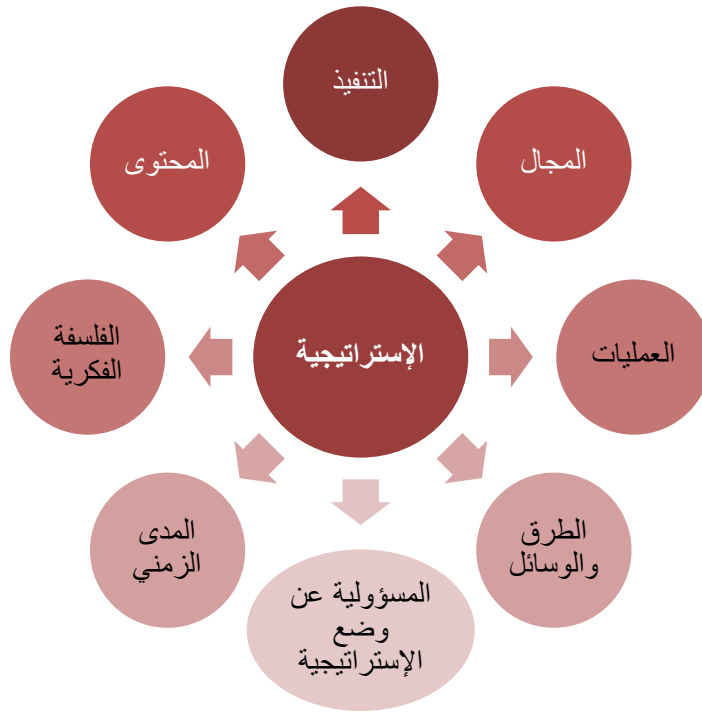 التنفيذ
المجال
العمليات
الطرق
والوسائل
المسؤولية عن
وضع
الإستراتيجية
المدى
الزمني
الفلسفة
الفكرية
المحتوى
الإستراتيجية